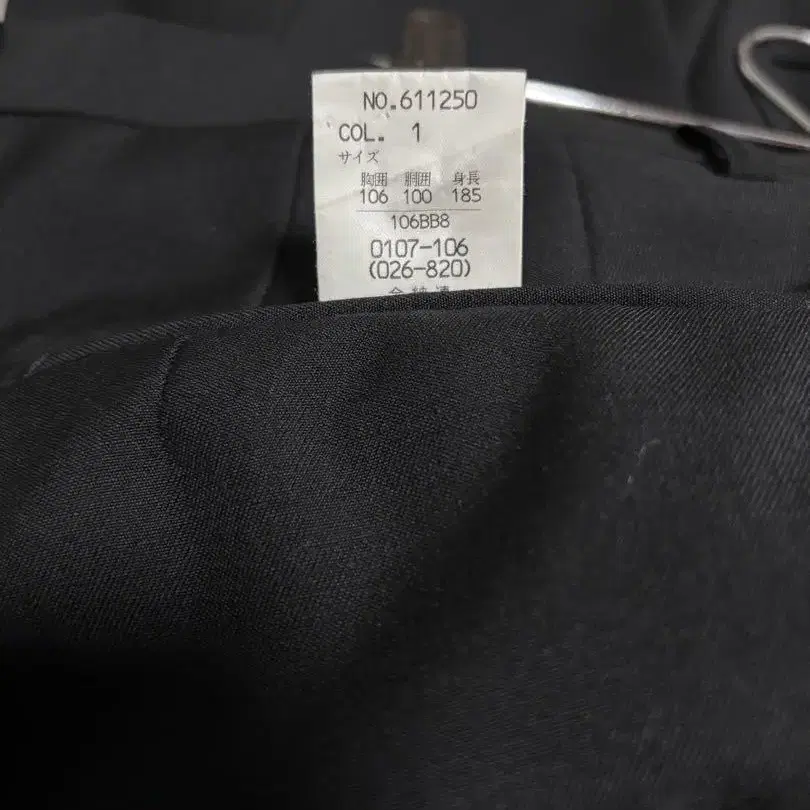 NO.611250
COL. 1
サイズ
胸囲 胴囲 身長
106 100 185
106BB8
0107-106
(026-820)